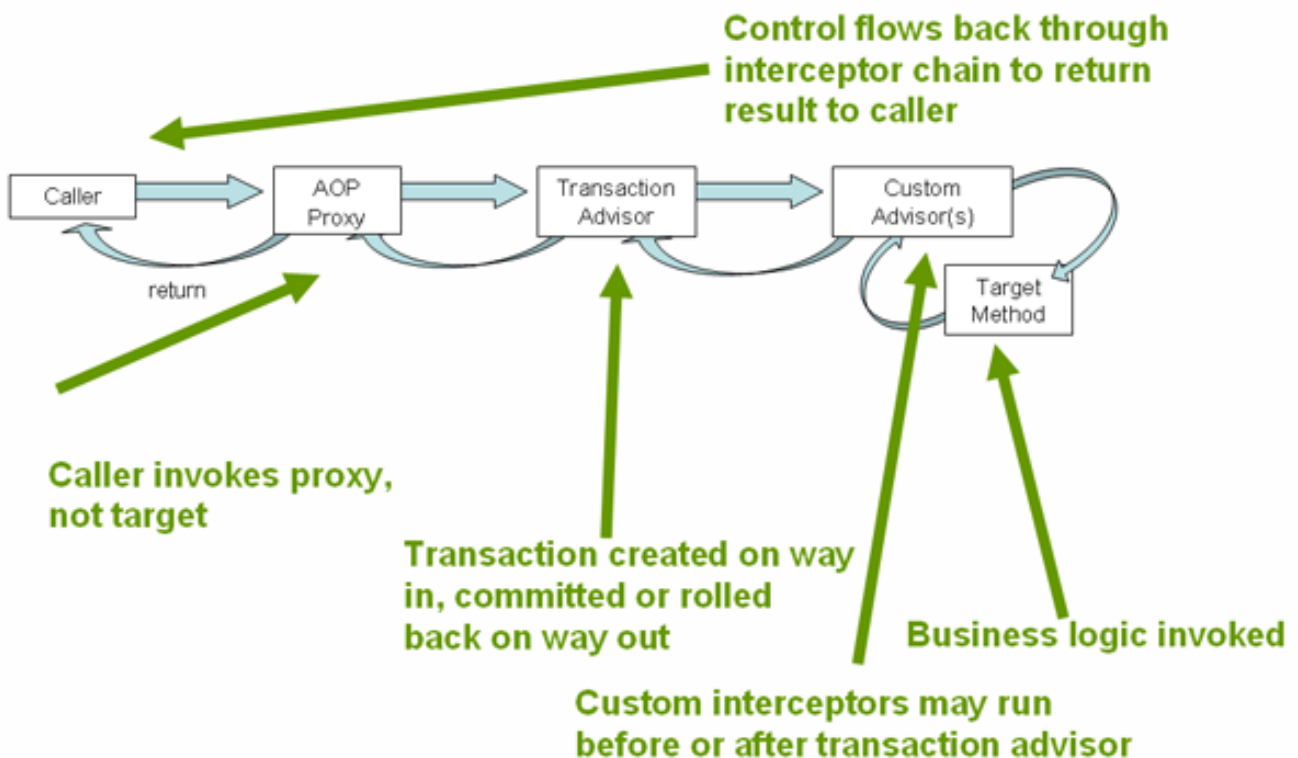 Control flows back through
interceptor chain to return
result to caller
Caller
AOP
Proxy
Transaction
Advisor
Custom
Advisor(s)
return
Target
Method
Caller invokes proxy,
not target
Transaction created on way
in, committed or rolled
back on way out
Business logic invoked
Custom interceptors may run
before or after transaction advisor